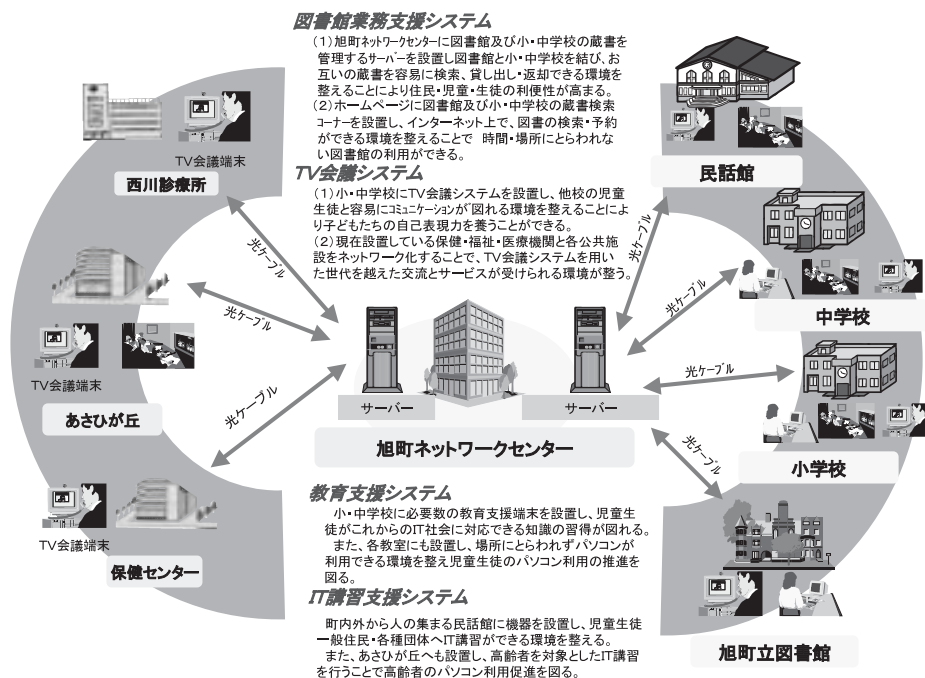 図書館業務支援システム
(1)旭町ネットワークセンターに図書館及び小・中学校の蔵書を
管理するサーバーを設置し図書館と小・中学校を結び、お
互いの蔵書を容易に検索、貸し出し・返却できる環境を
整えることにより住民・児童・生徒の利便性が高まる。
(2)ホームページに図書館及び小・中学校の蔵書検索
コーナーを設置し、インターネット上で、図書の検索・予約
ができる環境を整えることで 時間・場所にとらわれな
い図書館の利用ができる。
TV会議システム
(1)小・中学校にTV会議システムを設置し、他校の児童
生徒と容易にコミュニケーションが図れる環境を整えることによ
り子どもたちの自己表現力を養うことができる。
(2)現在設置している保健・福祉・医療機関と各公共施
設をネットワーク化することで、TV会議システムを用い
た世代を越えた交流とサービスが受けられる環境が整う。
TV会議端末
西川診療所
光ケーブル
光ケーブル
TV会議端末
あさひが丘
光ケーブル
TV会議端末
保健センター
民話館
光ケーブル
光ケーブル
中学校
光ケーブル
小学校
光ケーブル
旭町立図書館
サーバー
サーバー
旭町ネットワークセンター
教育支援システム
小・中学校に必要数の教育支援端末を設置し、児童生
徒がこれからのIT社会に対応できる知識の習得が図れる。
また、各教室にも設置し、場所にとらわれずパソコンが
利用できる環境を整え児童生徒のパソコン利用の推進を
図る。
IT講習支援システム
町内外から人の集まる民話館に機器を設置し、児童生徒
一般住民・各種団体へIT講習ができる環境を整える。
また、あさひが丘へも設置し、高齢者を対象としたIT講習
を行うことで高齢者のパソコン利用促進を図る。